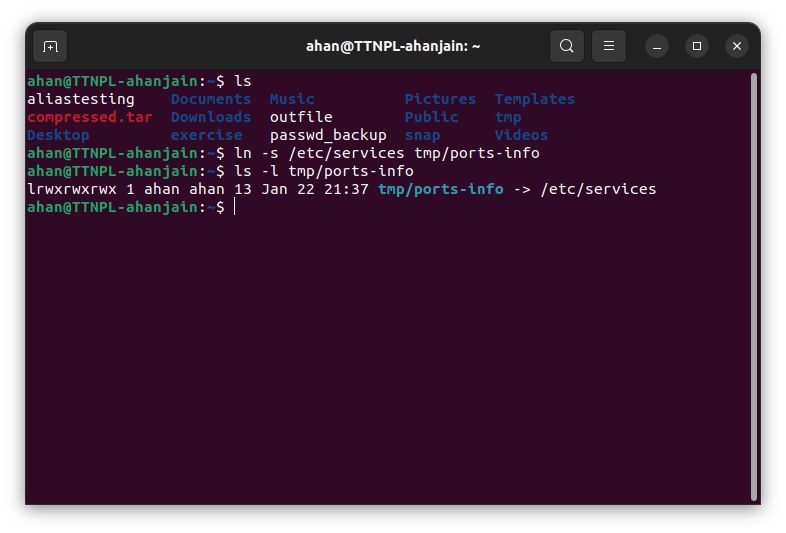 ahan@TTNPL-ahanjain: ~
ahan@TTNPL-ahanjain:~$ ls
aliastesting    Documents  Music          Pictures  Templates
compressed.tar  Downloads  outfile        Public    tmp
Desktop         exercise   passwd_backup  snap      Videos
ahan@TTNPL-ahanjain:~$ ln -s /etc/services tmp/ports-info
ahan@TTNPL-ahanjain:~$ ls -l tmp/ports-info
lrwxrwxrwx 1 ahan ahan 13 Jan 22 21:37 tmp/ports-info -> /etc/services
ahan@TTNPL-ahanjain:~$